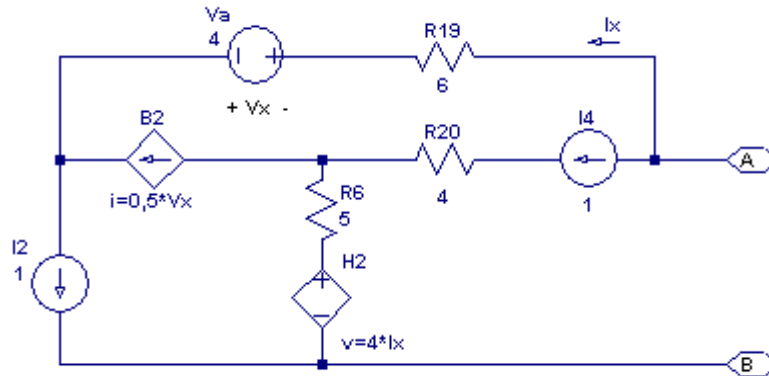 Va
4
R19
6
Ix
+ Vx -
B2
i=0,5*Vx
R20
4
I4
1
A
R6
5
I2
1
H2
v=4*Ix
B